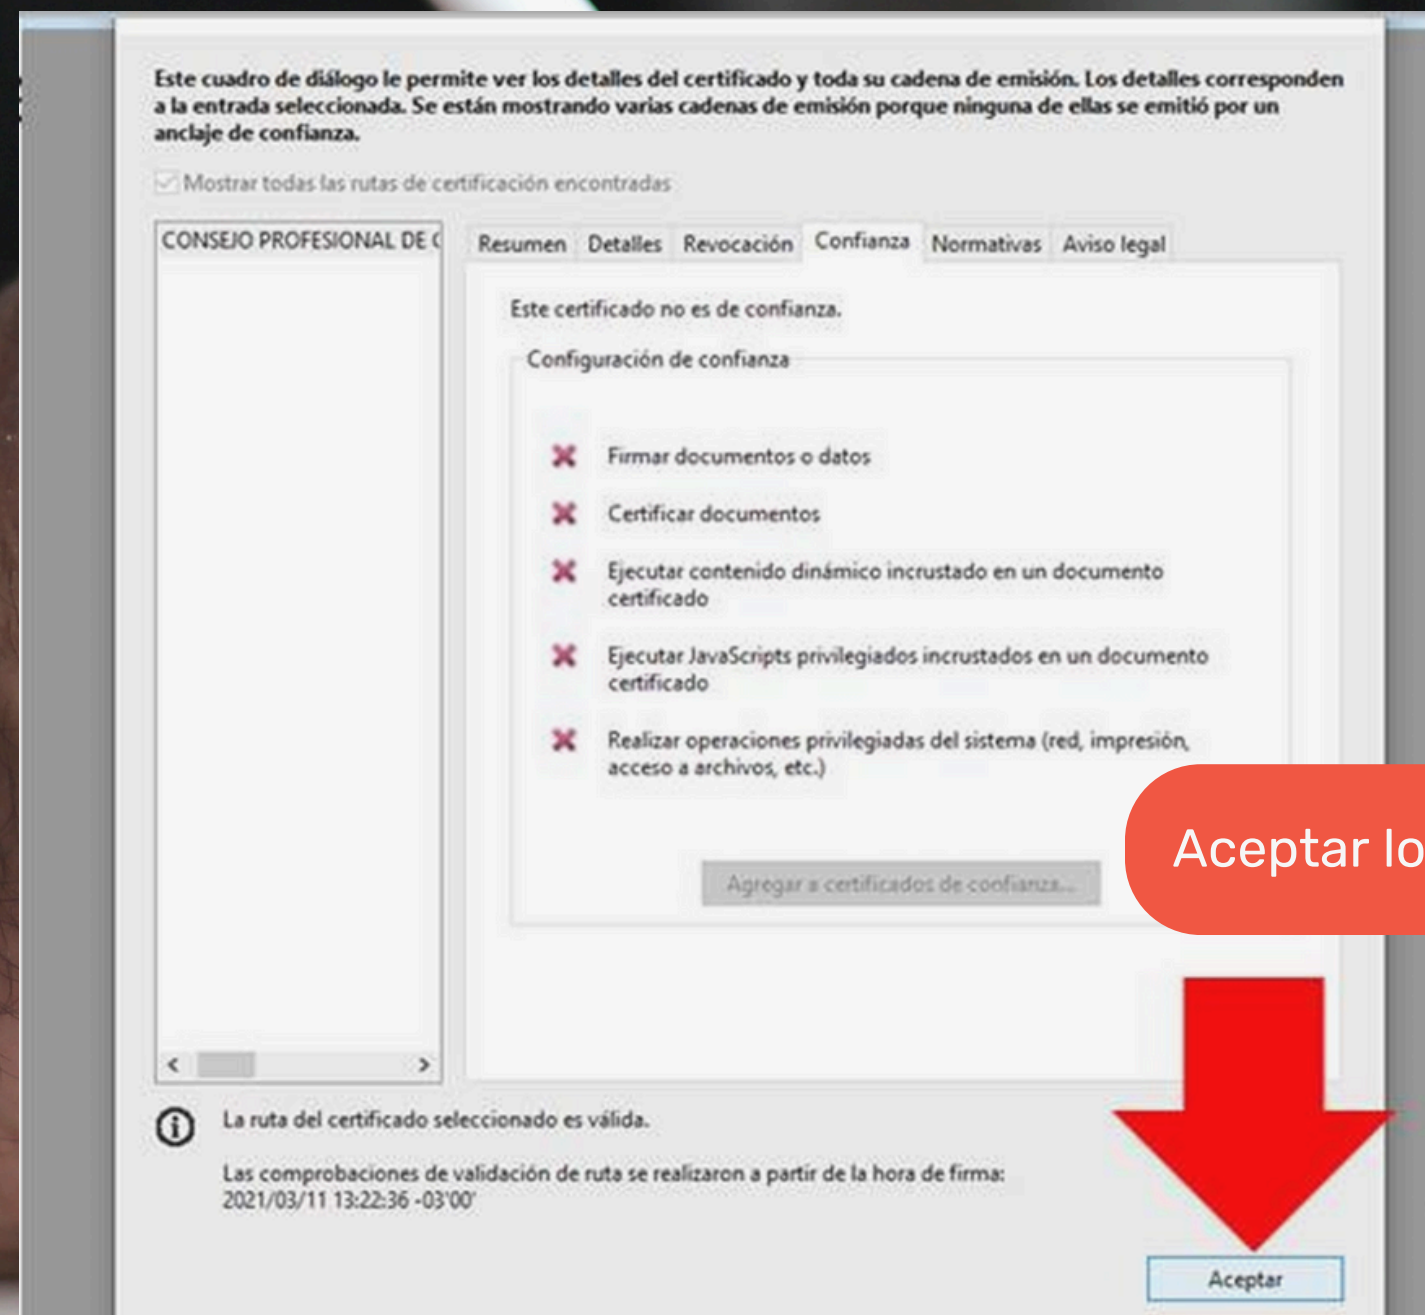 Este cuadro de diálogo le permite ver los detalles del certificado y toda su cadena de emisión. Los detalles corresponden
a la entrada seleccionada. Se están mostrando varias cadenas de emisión porque ninguna de ellas se emitió por un
anclaje de confianza.
Mostrar todas las rutas de certificación encontradas
CONSEJO PROFESIONAL DE
Resumen Detalles Revocación Confianza Normativas Aviso legal
Este certificado no es de confianza.
Configuración de confianza
Firmar documentos o datos
Certificar documentos
Ejecutar contenido dinámico incrustado en un documento
certificado
Ejecutar JavaScripts privilegiados incrustados en un documento
certificado
Realizar operaciones privilegiadas del sistema (red, impresión,
acceso a archivos, etc.)
Aceptar lo
Agregar a certificados de confianza...
La ruta del certificado seleccionado es válida.
Las comprobaciones de validación de ruta se realizaron a partir de la hora de firma:
2021/03/11 13:22:36 -03'00'
Aceptar